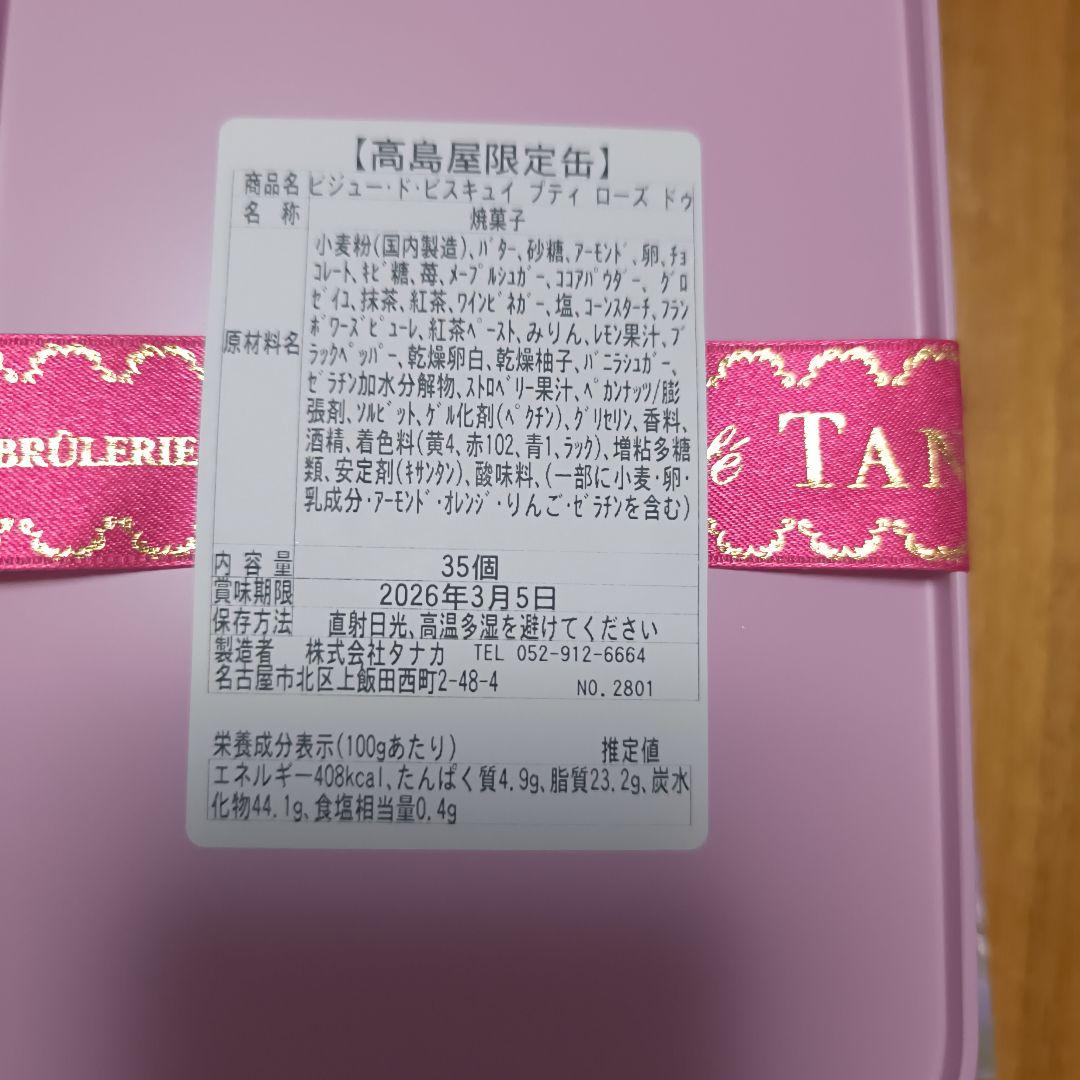 【高島屋限定缶】
商品名 ビジュー・ド・ビスキュイ プティ ローズ ドゥ
名称 焼菓子
原材料名
小麦粉(国内製造)、ﾊﾞﾀｰ、砂糖、ｱｰﾓﾝﾄﾞ、卵、ﾁｮ
ｺﾚｰﾄ、ｷﾋﾞ糖、苺、ﾒｰﾌﾟﾙｼｭｶﾞｰ、ｺｺｱﾊﾟｳﾀﾞｰ、ｸﾞﾛ
ｾﾞｲﾕ、抹茶、紅茶、ﾜｲﾝﾋﾞﾈｶﾞｰ、塩、ｺｰﾝｽﾀｰﾁ、ﾌﾗﾝ
ﾎﾞﾜｰｽﾞﾋﾟｭｰﾚ、紅茶ﾍﾟｰｽﾄ、みりん、ﾚﾓﾝ果汁、ﾌﾞ
ﾗｯｸﾍﾟｯﾊﾟｰ、乾燥卵白、乾燥柚子、ﾊﾞﾆﾗｼｭｶﾞｰ、
ｾﾞﾗﾁﾝ加水分解物、ｽﾄﾛﾍﾞﾘｰ果汁、ﾍﾟｶﾝﾅｯﾂ/膨
張剤、ｿﾙﾋﾞｯﾄ、ｹﾞﾙ化剤(ﾍﾟｸﾁﾝ)、ｸﾞﾘｾﾘﾝ、香料、
酒精、着色料(黄4、赤102、青1、ﾗｯｸ)、増粘多糖
類、安定剤(ｷｻﾝﾀﾝ)、酸味料、(一部に小麦・卵・
乳成分・ｱｰﾓﾝﾄﾞ・ｵﾚﾝｼﾞ・りんご・ｾﾞﾗﾁﾝを含む)
内容量 35個
賞味期限 2026年3月5日
保存方法 直射日光、高温多湿を避けてください
製造者 株式会社タナカ TEL 052-912-6664
名古屋市北区上飯田西町2-48-4 NO.2801
栄養成分表示(100gあたり) 推定値
エネルギー408kcal、たんぱく質4.9g、脂質23.2g、炭水
化物44.1g、食塩相当量0.4g
BRÛLERIE
TAN